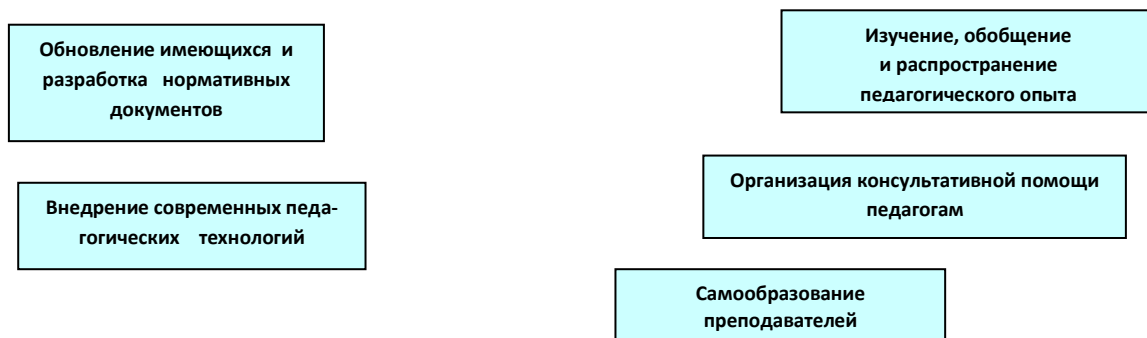 Обновление имеющихся и
разработка нормативных
документов
Внедрение современных педа-
гогических технологий
Изучение, обобщение
и распространение
педагогического опыта
Организация консультативной помощи
педагогам
Самообразование
преподавателей